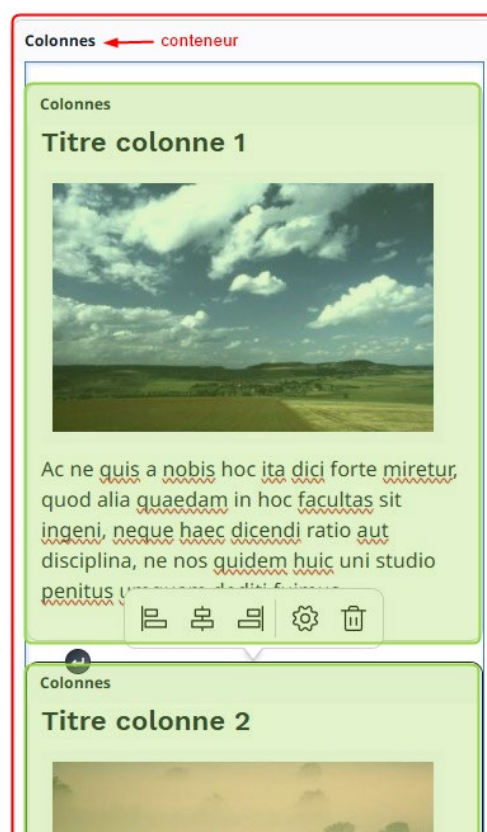 Colonnes
conteneur
Colonnes
Titre colonne 1
Ac ne quis a nobis hoc ita dici forte miretur,
quod alia quaedam in hoc facultas sit
ingeni, neque haec dicendi ratio aut
disciplina, ne nos quidem huic uni studio
penitus
Colonnes
Titre colonne 2